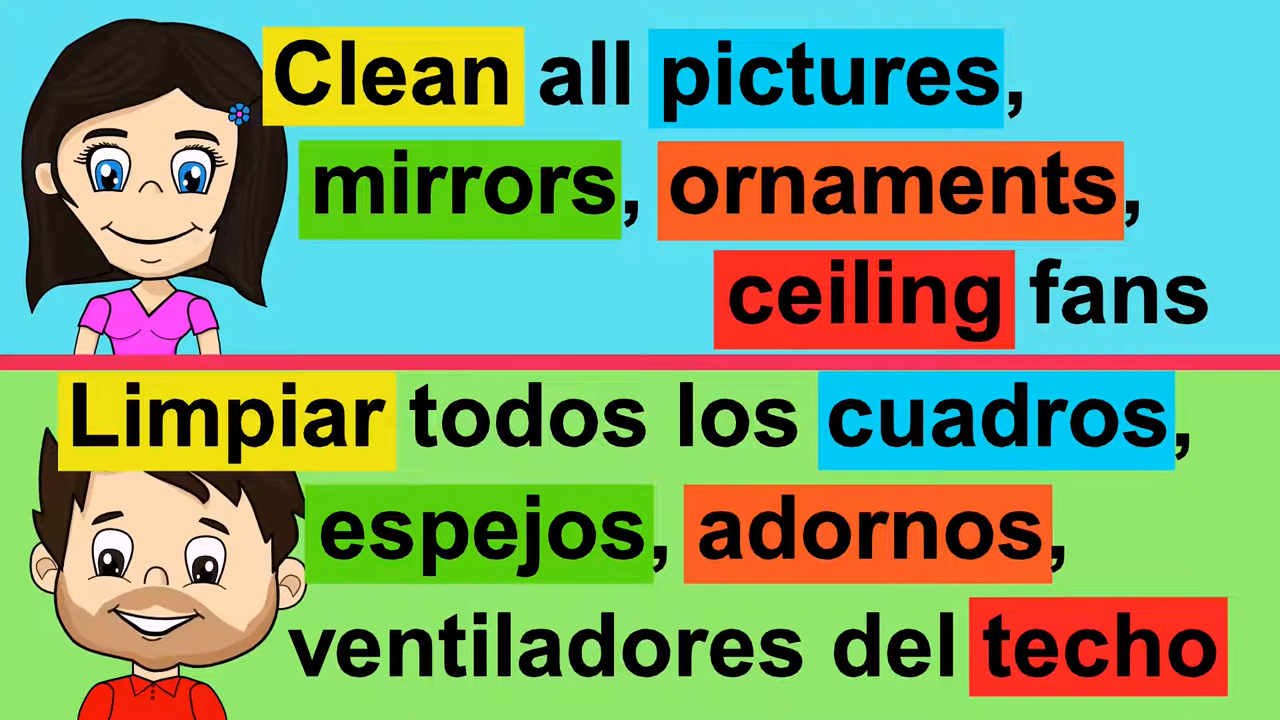 Clean all pictures,
mirrors, ornaments,
ceiling fans
Limpiar todos los cuadros,
espejos, adornos,
ventiladores del techo